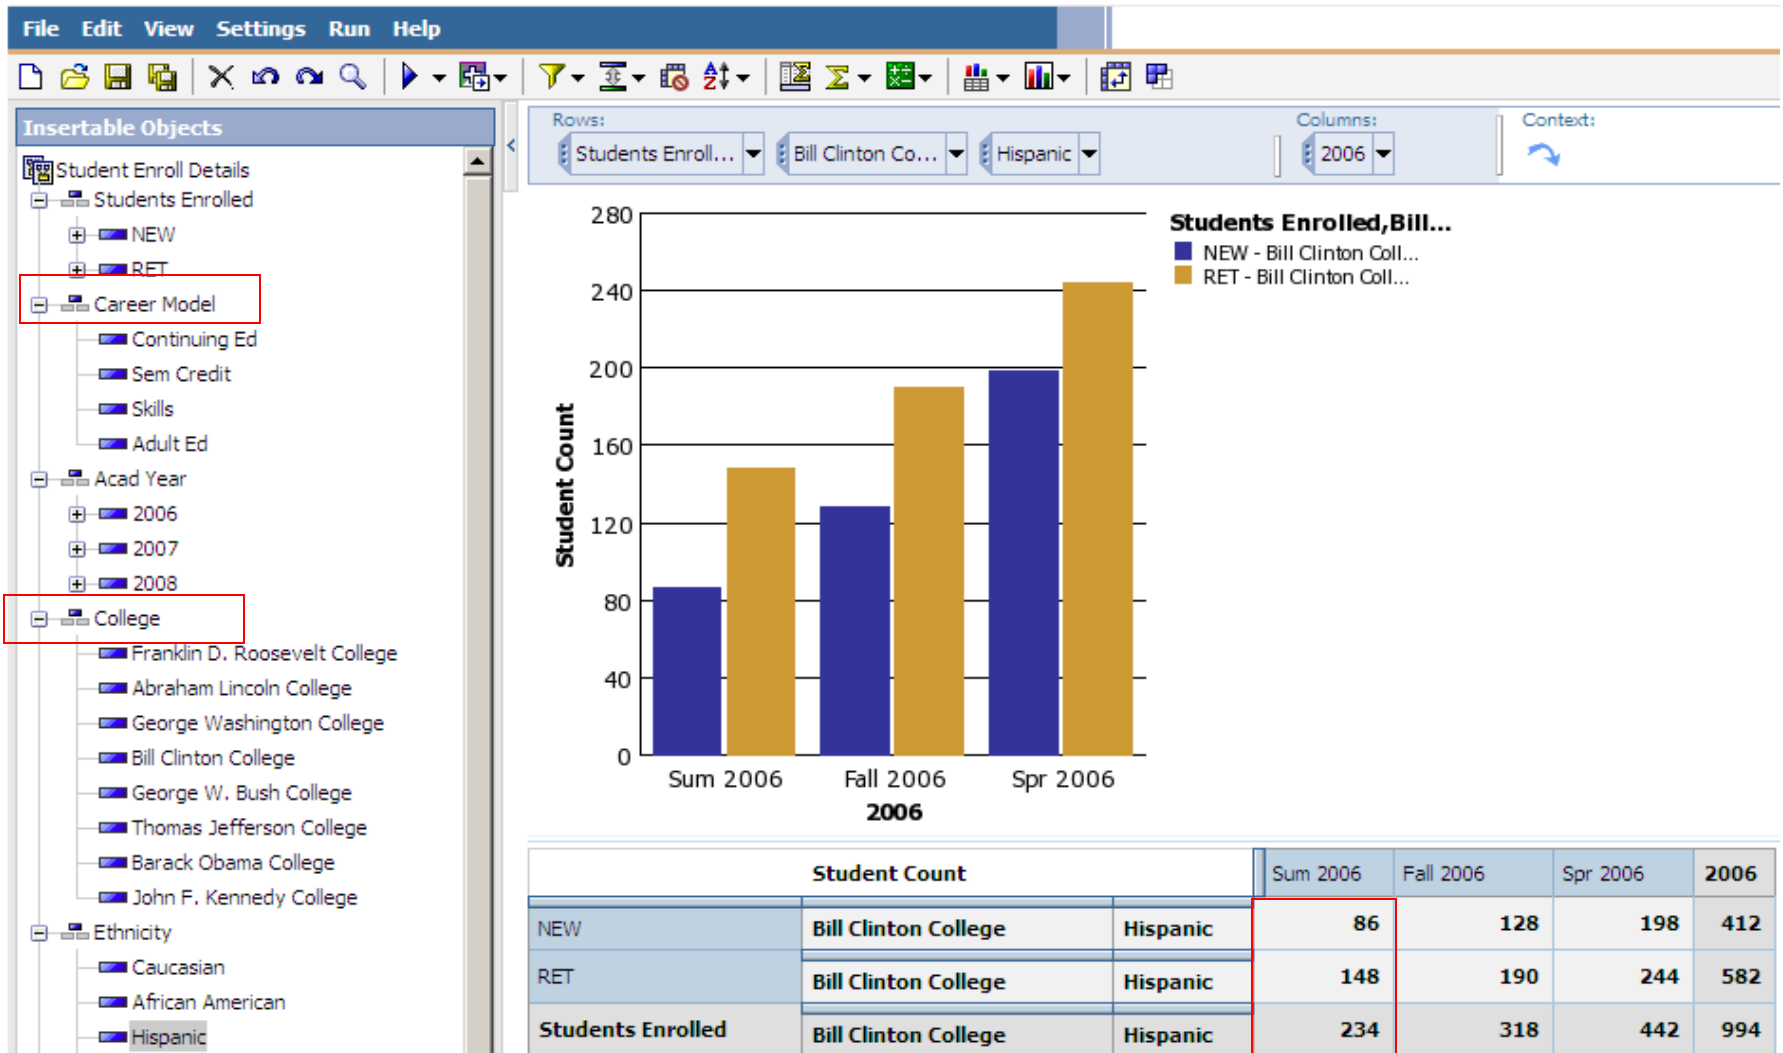 File Edit View Settings Run Help
Insertable Objects
Student Enroll Details
Students Enrolled
NEW
RET
Career Model
Continuing Ed
Sem Credit
Skills
Adult Ed
Acad Year
2006
2007
2008
College
Franklin D. Roosevelt College
Abraham Lincoln College
George Washington College
Bill Clinton College
George W. Bush College
Thomas Jefferson College
Barack Obama College
John F. Kennedy College
Ethnicity
Caucasian
African American
Hispanic
Rows: Columns: Context:
Students Enroll... Bill Clinton Co... Hispanic 2006
Students Enrolled,Bill...
NEW - Bill Clinton Coll...
RET - Bill Clinton Coll...
Student Count
280
240
200
160
120
80
40
0
Sum 2006 Fall 2006 Spr 2006
2006
Student Count Sum 2006 Fall 2006 Spr 2006 2006
NEW Bill Clinton College Hispanic 86 128 198 412
RET Bill Clinton College Hispanic 148 190 244 582
Students Enrolled Bill Clinton College Hispanic 234 318 442 994